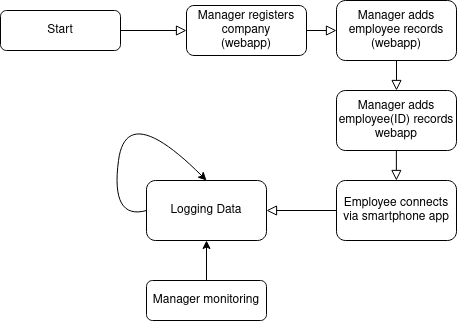 Start
Manager registers
company
(webapp)
Manager adds
employee records
(webapp)
Manager adds
employee(ID) records
webapp
Employee connects
via smartphone app
Logging Data
Manager monitoring